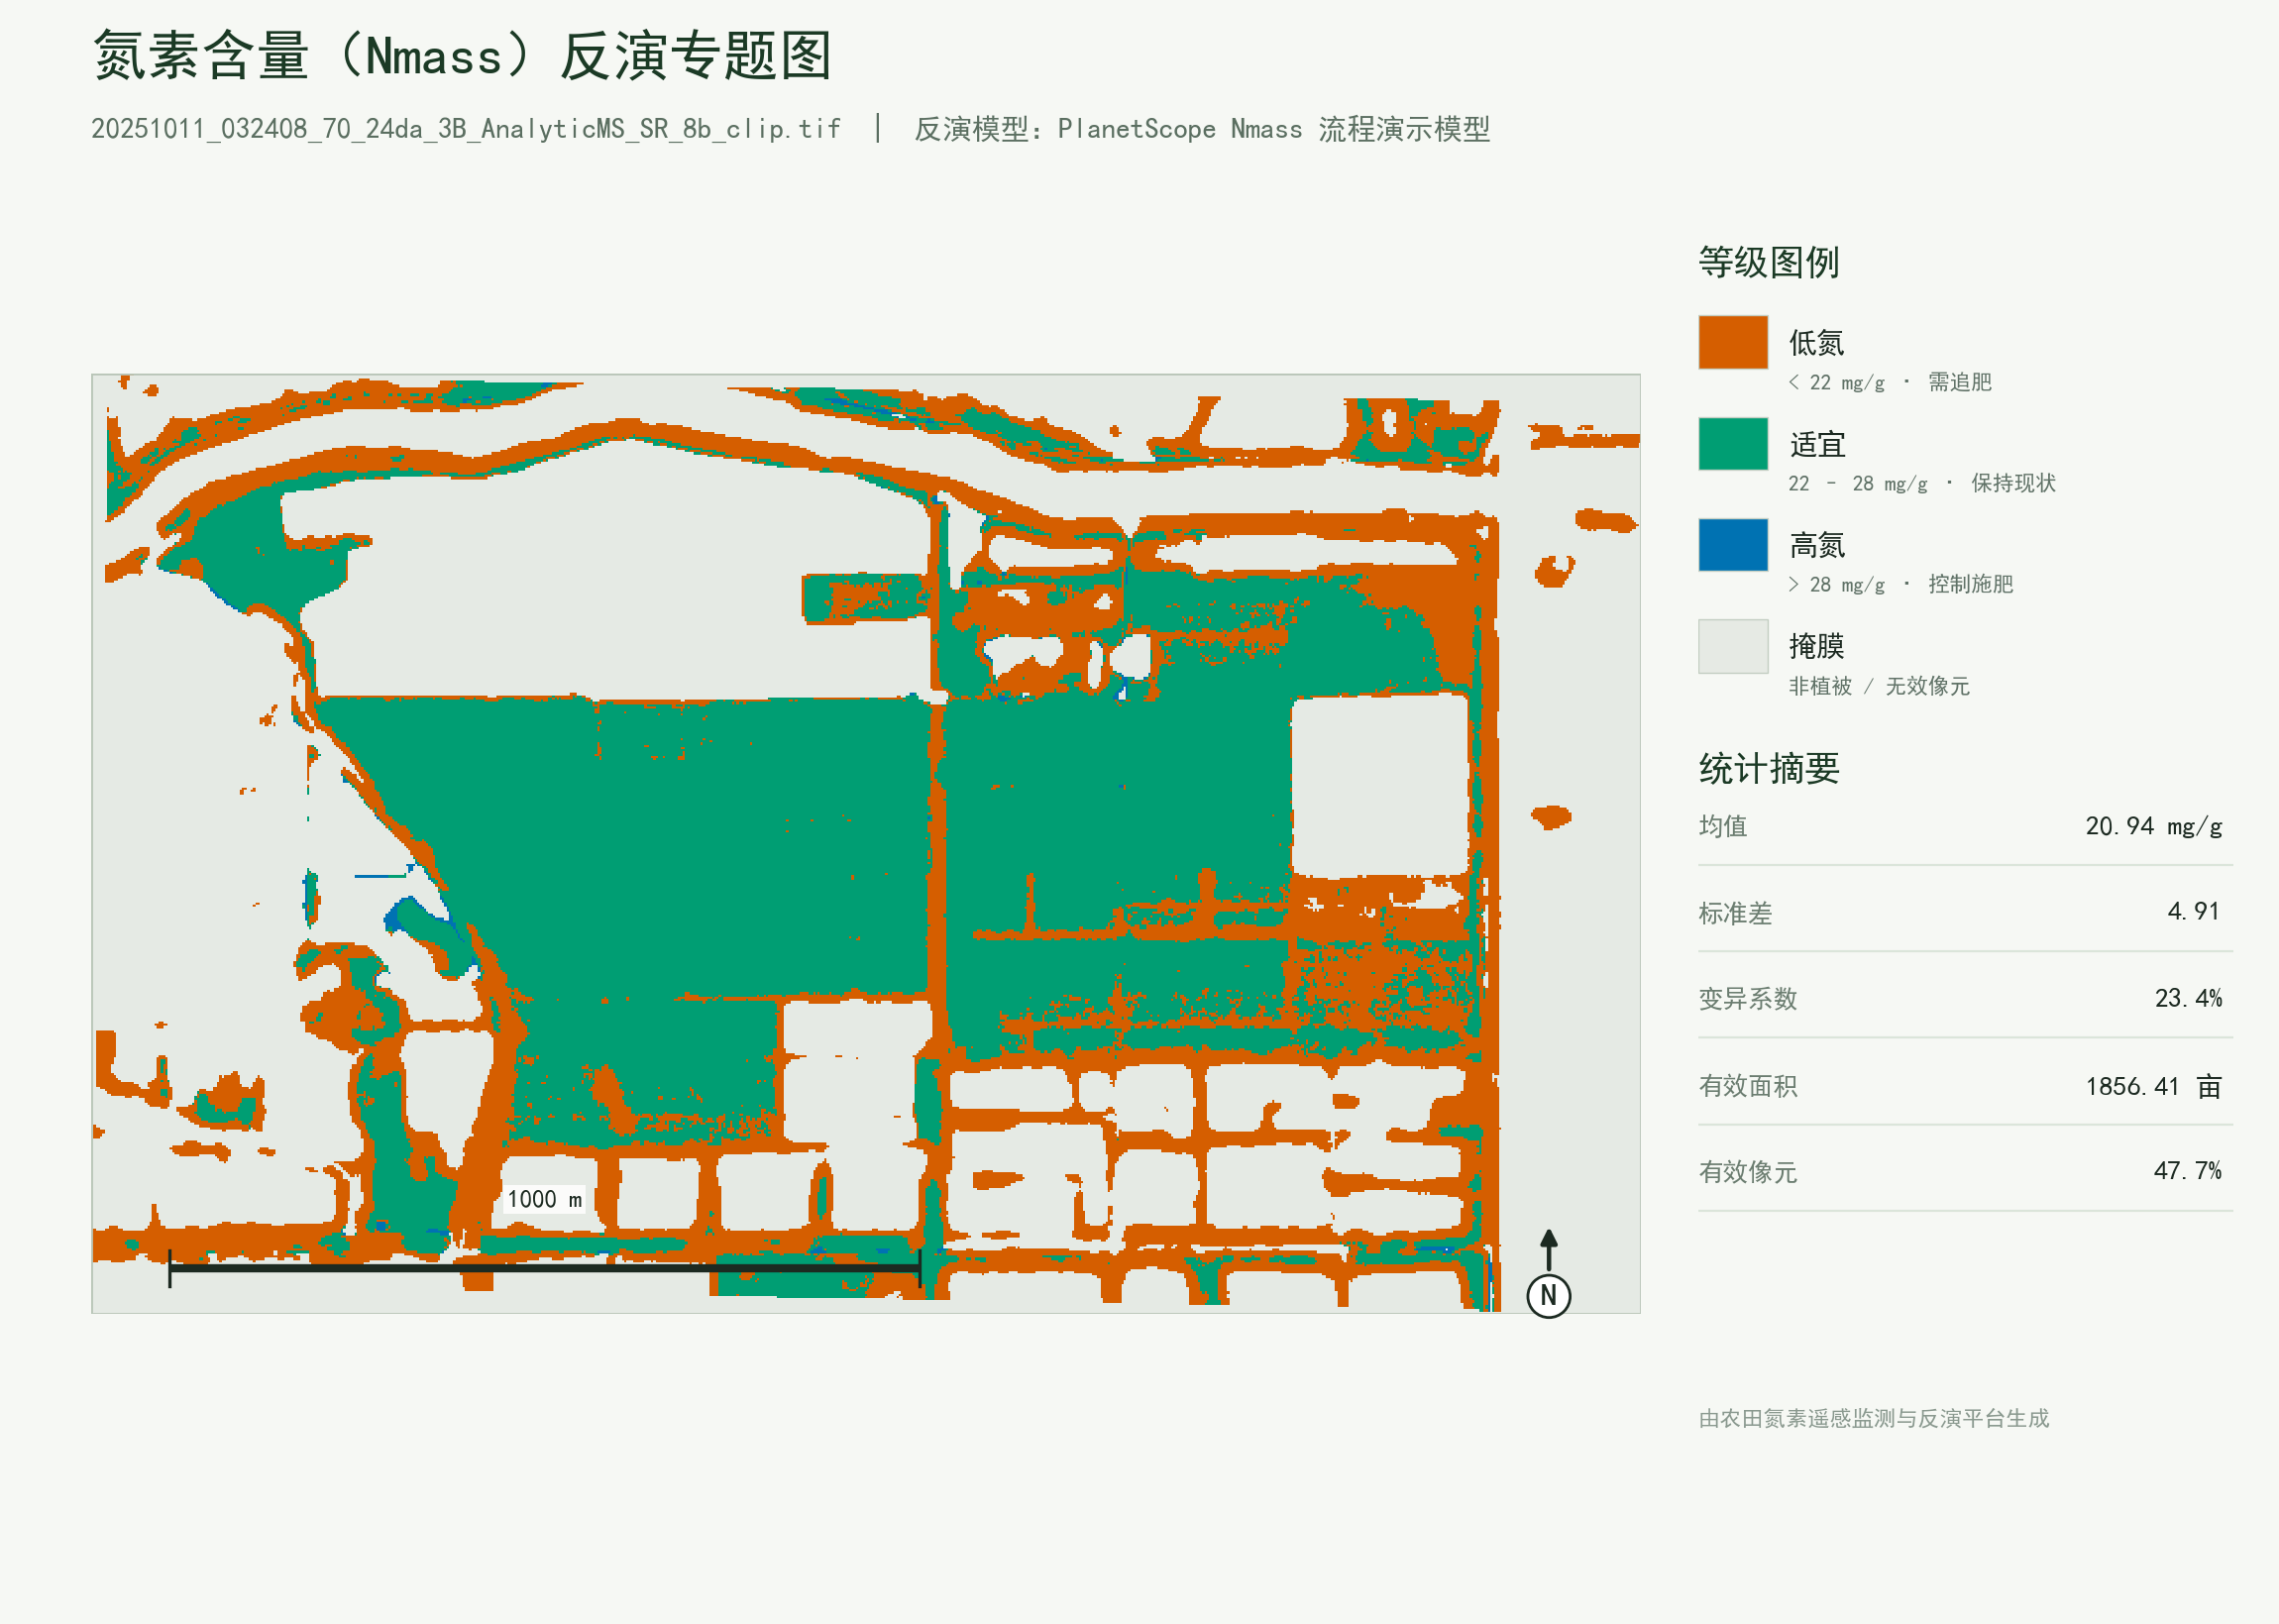 氮素含量（Nmass）反演专题图
20251011_032408_70_24da_3B_AnalyticMS_SR_8b_clip.tif ｜ 反演模型：PlanetScope Nmass 流程演示模型
等级图例
低氮
< 22 mg/g · 需追肥
适宜
22 – 28 mg/g · 保持现状
高氮
> 28 mg/g · 控制施肥
掩膜
非植被 / 无效像元
统计摘要
均值 20.94 mg/g
标准差 4.91
变异系数 23.4%
有效面积 1856.41 亩
有效像元 47.7%
1000 m
N
由农田氮素遥感监测与反演平台生成